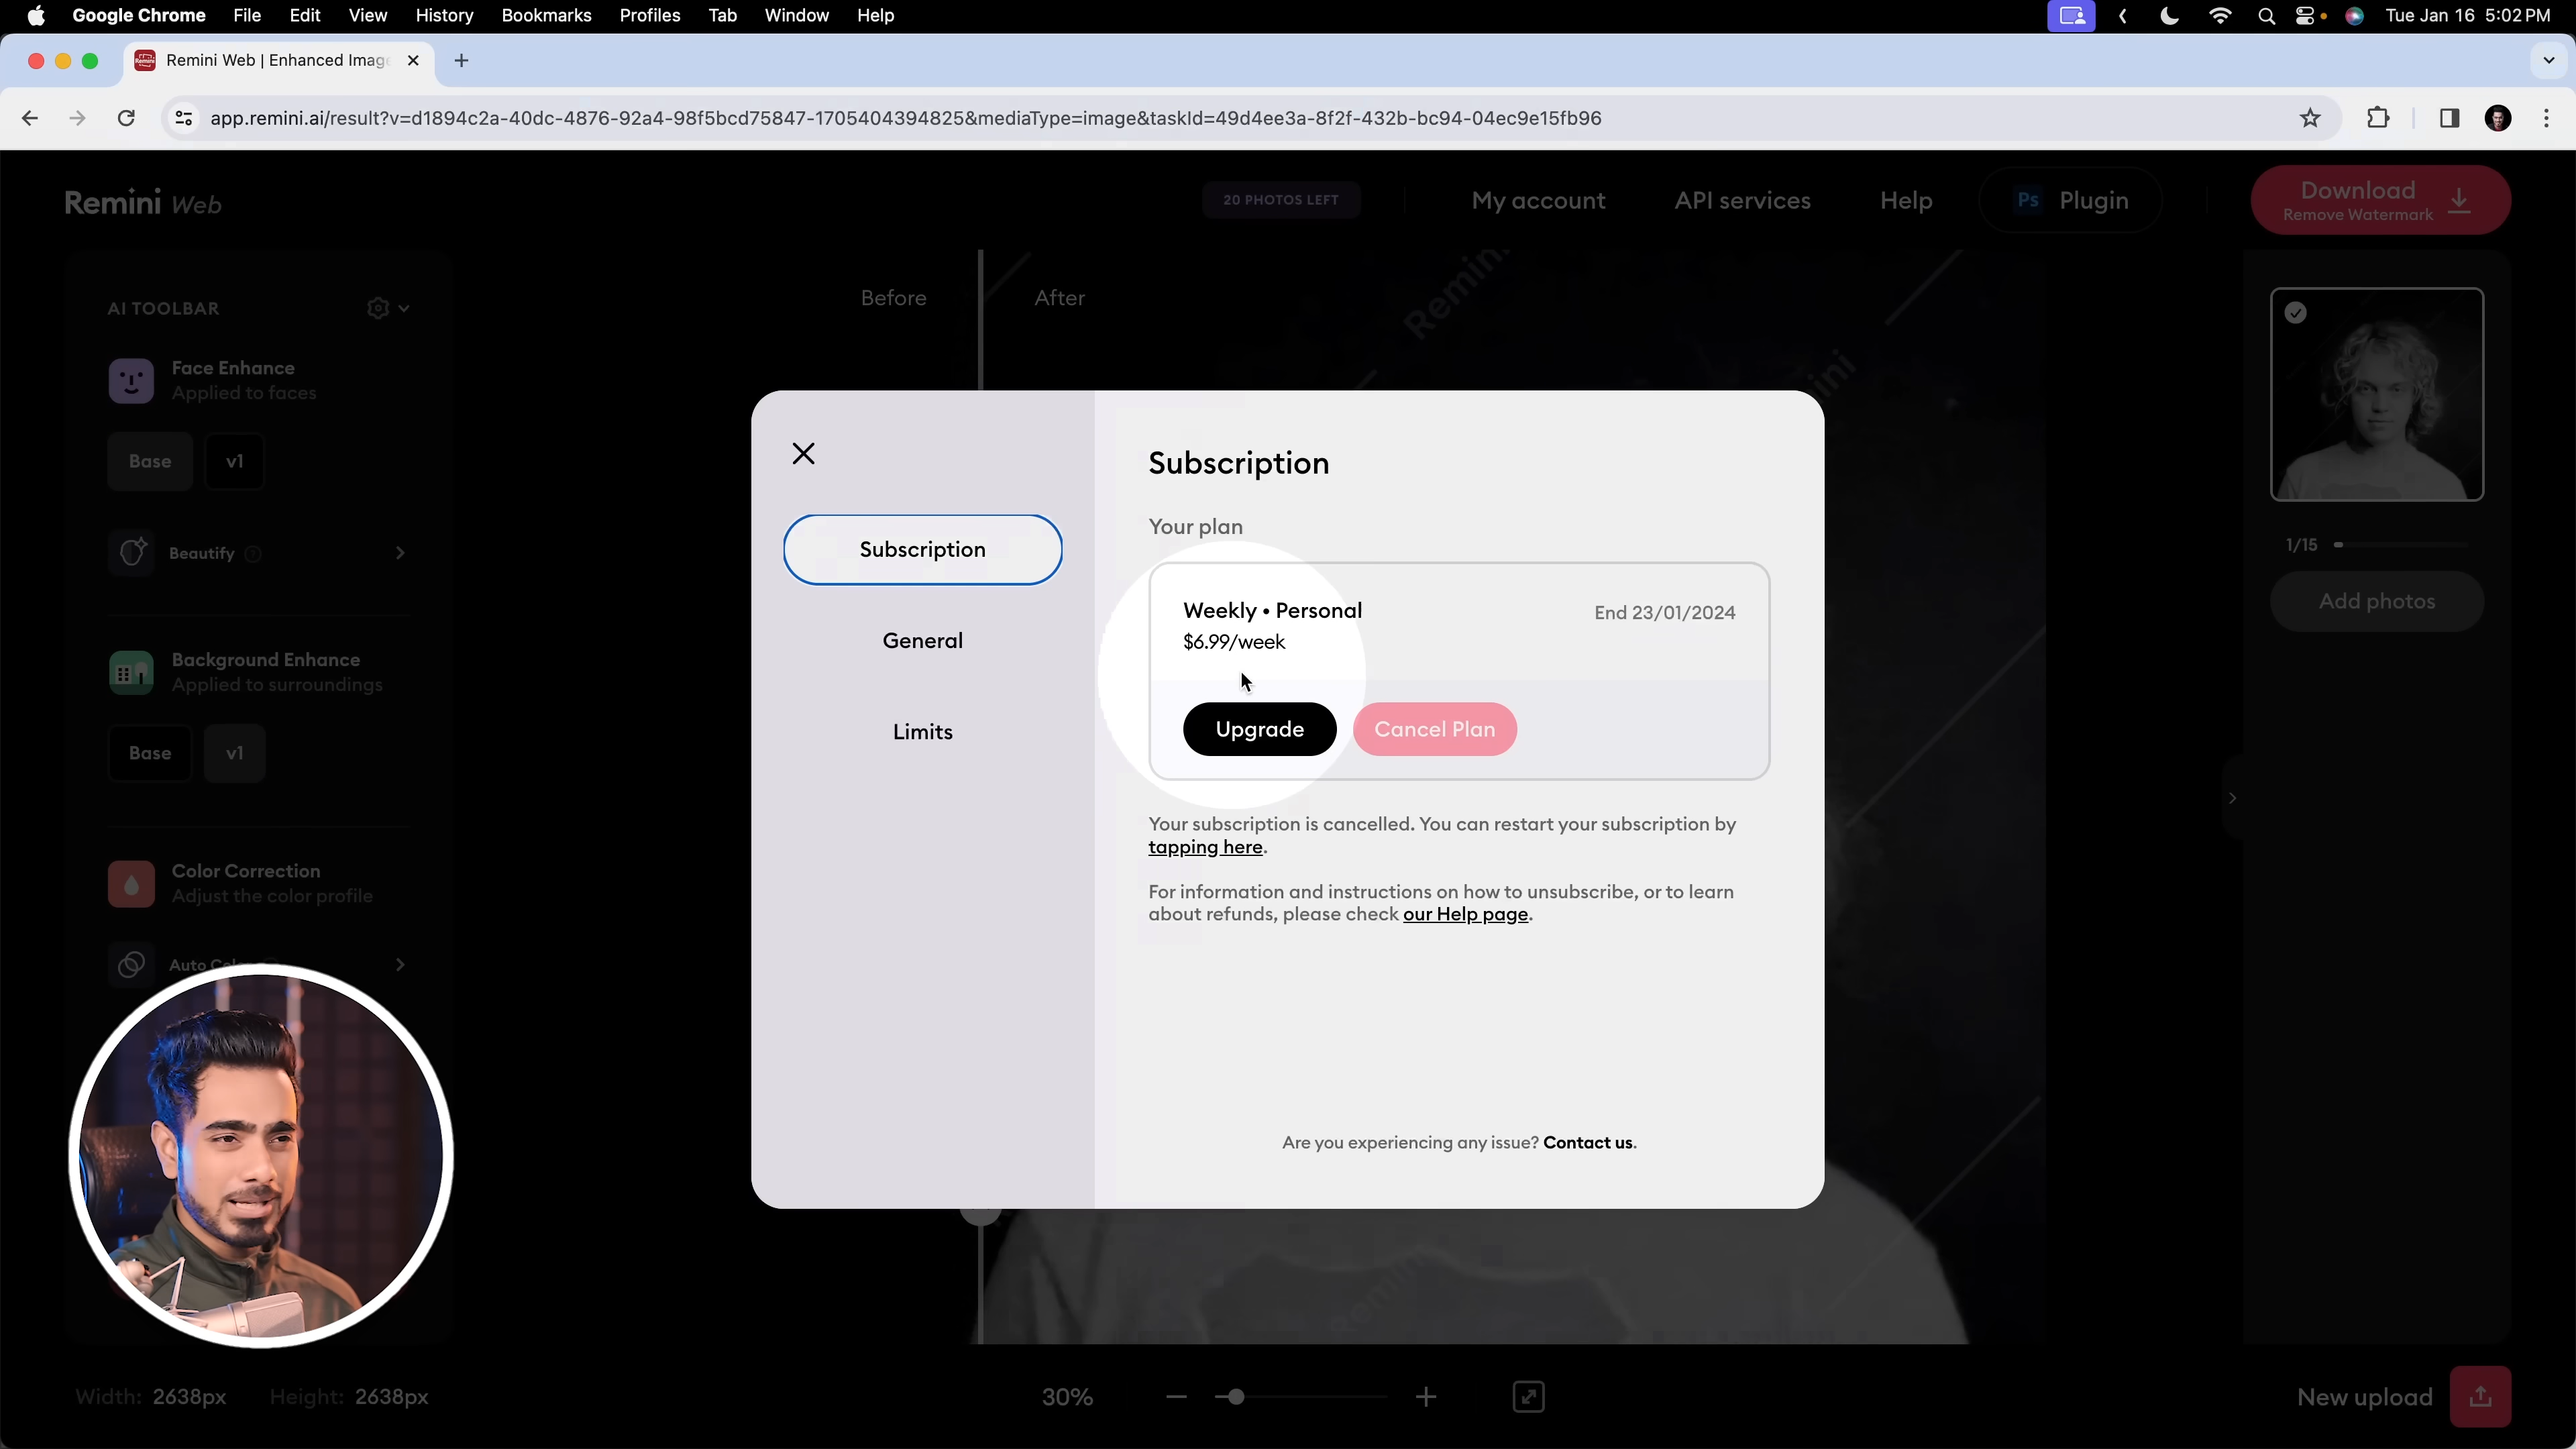 Google Chrome File Edit View History Bookmarks Profiles Tab Window Help
Tue Jan 16 5:02 PM
Remini Web | Enhanced Imag
app.remini.ai/result?v=d1894c2a-40dc-4876-92a4-98f5bcd75847-1705404394825&mediaType=image&taskId=49d4ee3a-8f2f-432b-bc94-04ec9e15fb96
Remini Web
20 PHOTOS LEFT
My account
API services
Help
Ps Plugin
Download
Remove Watermark
AI TOOLBAR
Face Enhance
Applied to faces
Base v1
Beautify
Background Enhance
Applied to surroundings
Base v1
Color Correction
Adjust the color profile
Auto Color
Before After
Remini
Subscription
General
Limits
Subscription
Your plan
Weekly • Personal
End 23/01/2024
$6.99/week
Upgrade
Cancel Plan
Your subscription is cancelled. You can restart your subscription by
tapping here.
For information and instructions on how to unsubscribe, or to learn
about refunds, please check our Help page.
Are you experiencing any issue? Contact us.
Remini
1/15
Add photos
Width: 2638px Height: 2638px
30%
New upload